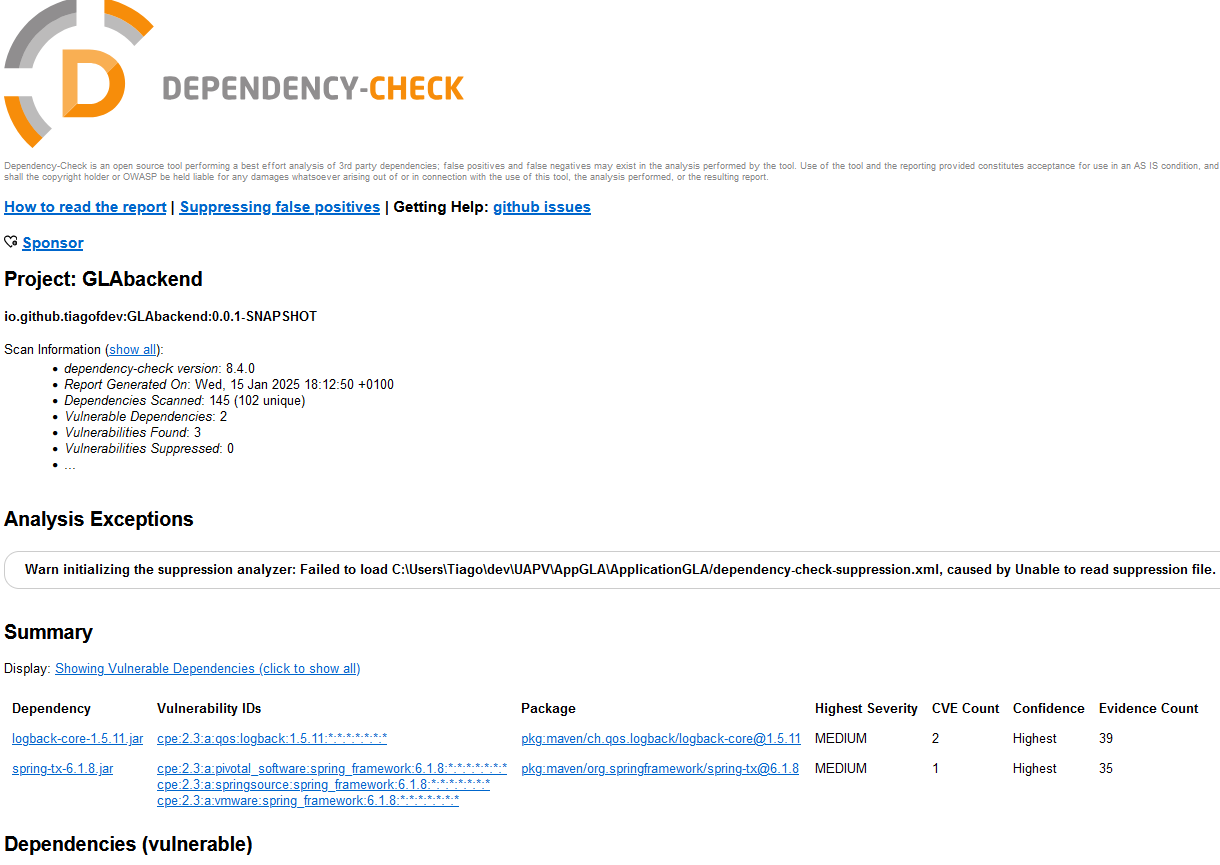 DEPENDENCY-CHECK
Dependency-Check is an open source tool performing a best effort analysis of 3rd party dependencies; false positives and false negatives may exist in the analysis performed by the tool. Use of the tool and the reporting provided constitutes acceptance for use in an AS IS condition, and
shall the copyright holder or OWASP be held liable for any damages whatsoever arising out of or in connection with the use of this tool, the analysis performed, or the resulting report.
How to read the report | Suppressing false positives | Getting Help: github issues
Sponsor
Project: GLAbackend
io.github.tiagofdev:GLAbackend:0.0.1-SNAPSHOT
Scan Information (show all):
• dependency-check version: 8.4.0
• Report Generated On: Wed, 15 Jan 2025 18:12:50 +0100
• Dependencies Scanned: 145 (102 unique)
• Vulnerable Dependencies: 2
• Vulnerabilities Found: 3
• Vulnerabilities Suppressed: 0
• ...
Analysis Exceptions
Warn initializing the suppression analyzer: Failed to load C:\Users\Tiago\dev\UAPV\AppGLA\ApplicationGLA/dependency-check-suppression.xml, caused by Unable to read suppression file.
Summary
Display: Showing Vulnerable Dependencies (click to show all)
Dependency Vulnerability IDs Package Highest Severity CVE Count Confidence Evidence Count
logback-core-1.5.11.jar cpe:2.3:a:qos:logback:1.5.11:*:*:*:*:*:*:* pkg:maven/ch.qos.logback/logback-core@1.5.11 MEDIUM 2 Highest 39
spring-tx-6.1.8.jar cpe:2.3:a:pivotal_software:spring_framework:6.1.8:*:*:*:*:*:*:* pkg:maven/org.springframework/spring-tx@6.1.8 MEDIUM 1 Highest 35
cpe:2.3:a:springsource:spring_framework:6.1.8:*:*:*:*:*:*:*
cpe:2.3:a:vmware:spring_framework:6.1.8:*:*:*:*:*:*:*
Dependencies (vulnerable)